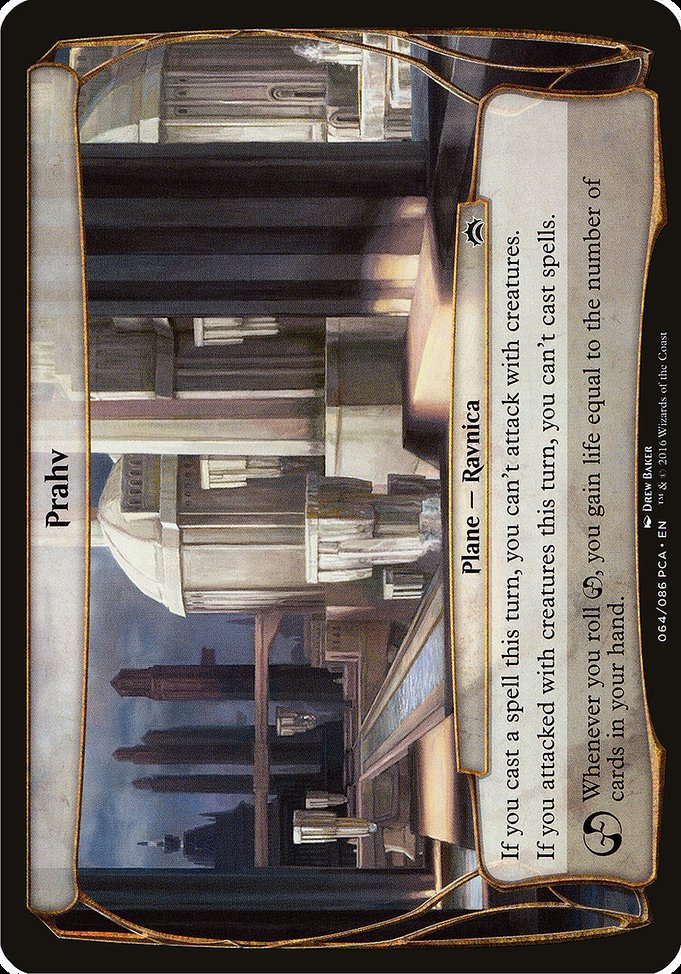 Prahv
Plane — Ravnica
If you cast a spell this turn, you can't attack with creatures.
If you attacked with creatures this turn, you can't cast spells.
Whenever you roll , you gain life equal to the number of
cards in your hand.
064/086 PCA • EN Drew Baker
™ & © 2016 Wizards of the Coast